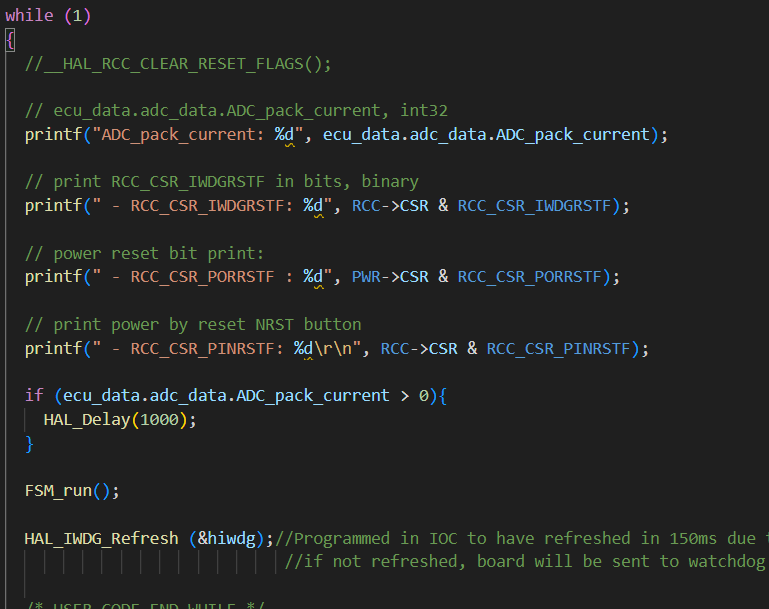 while (1)
{
//__HAL_RCC_CLEAR_RESET_FLAGS();
// ecu_data.adc_data.ADC_pack_current, int32
printf("ADC_pack_current: %d", ecu_data.adc_data.ADC_pack_current);
// print RCC_CSR_IWDGRSTF in bits, binary
printf(" - RCC_CSR_IWDGRSTF: %d", RCC->CSR & RCC_CSR_IWDGRSTF);
// power reset bit print:
printf(" - RCC_CSR_PORRSTF : %d", PWR->CSR & RCC_CSR_PORRSTF);
// print power by reset NRST button
printf(" - RCC_CSR_PINRSTF: %d\r\n", RCC->CSR & RCC_CSR_PINRSTF);
if (ecu_data.adc_data.ADC_pack_current > 0){
HAL_Delay(1000);
}
FSM_run();
HAL_IWDG_Refresh (&hiwdg);//Programmed in IOC to have refreshed in 150ms due
//if not refreshed, board will be sent to watchdog
/* USER CODE END WHILE */